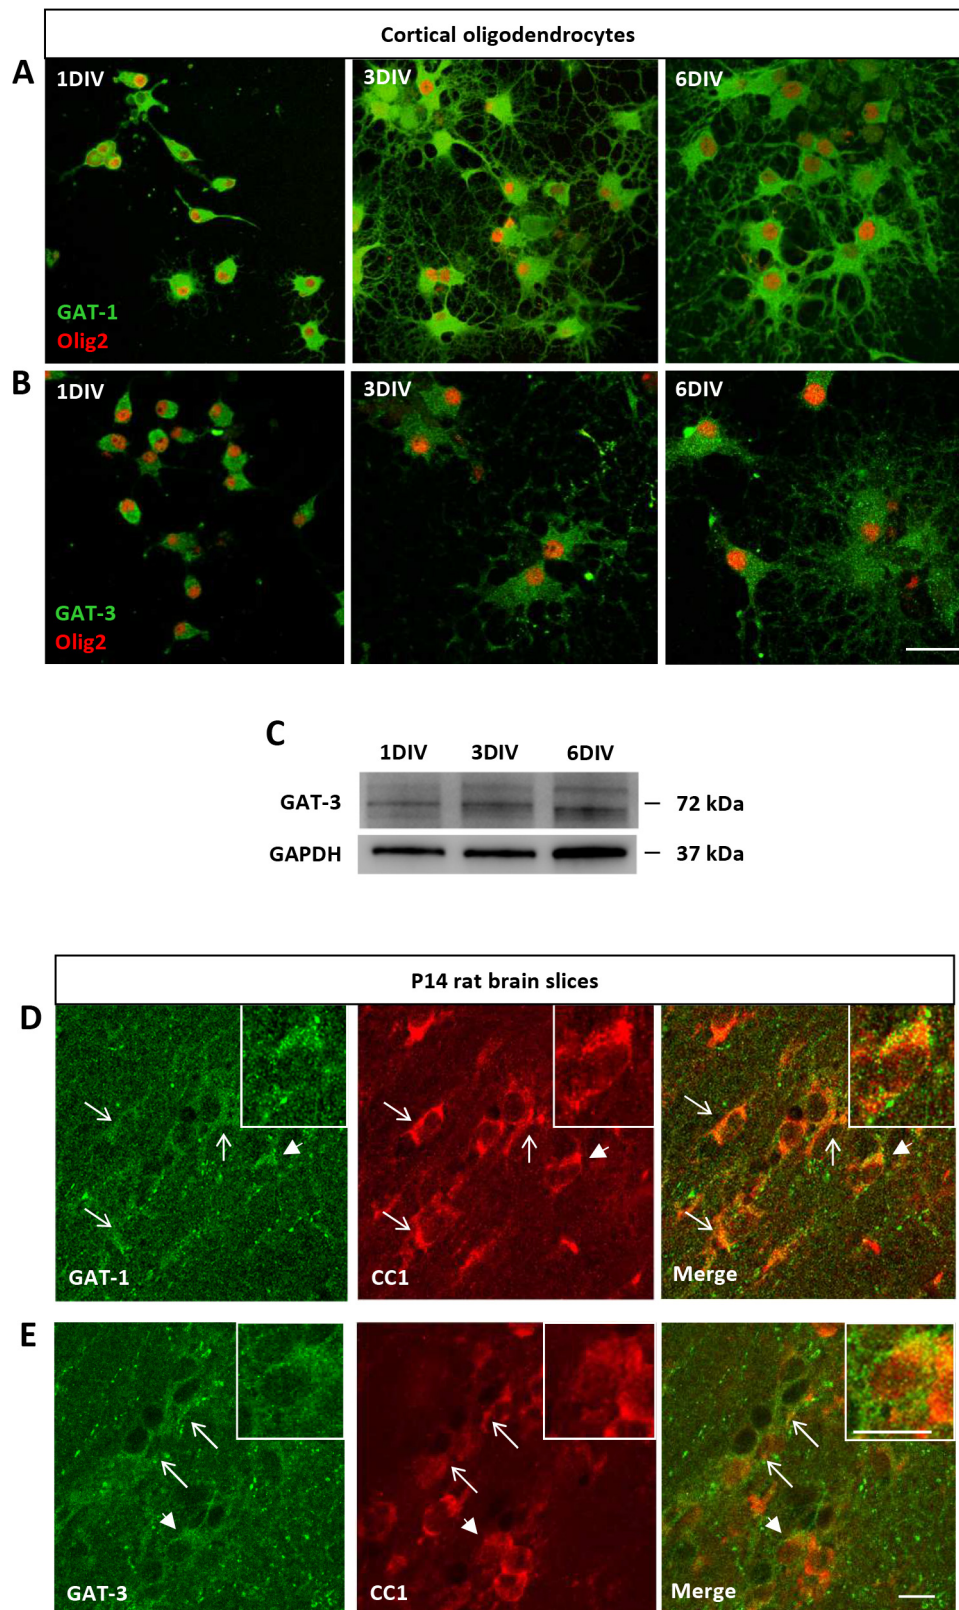 Cortical oligodendrocytes
A
1DIV
3DIV
6DIV
GAT-1
Olig2
B
1DIV
3DIV
6DIV
GAT-3
Olig2
C
1DIV
3DIV
6DIV
GAT-3
72 kDa
GAPDH
37 kDa
P14 rat brain slices
D
GAT-1
CC1
Merge
E
GAT-3
CC1
Merge